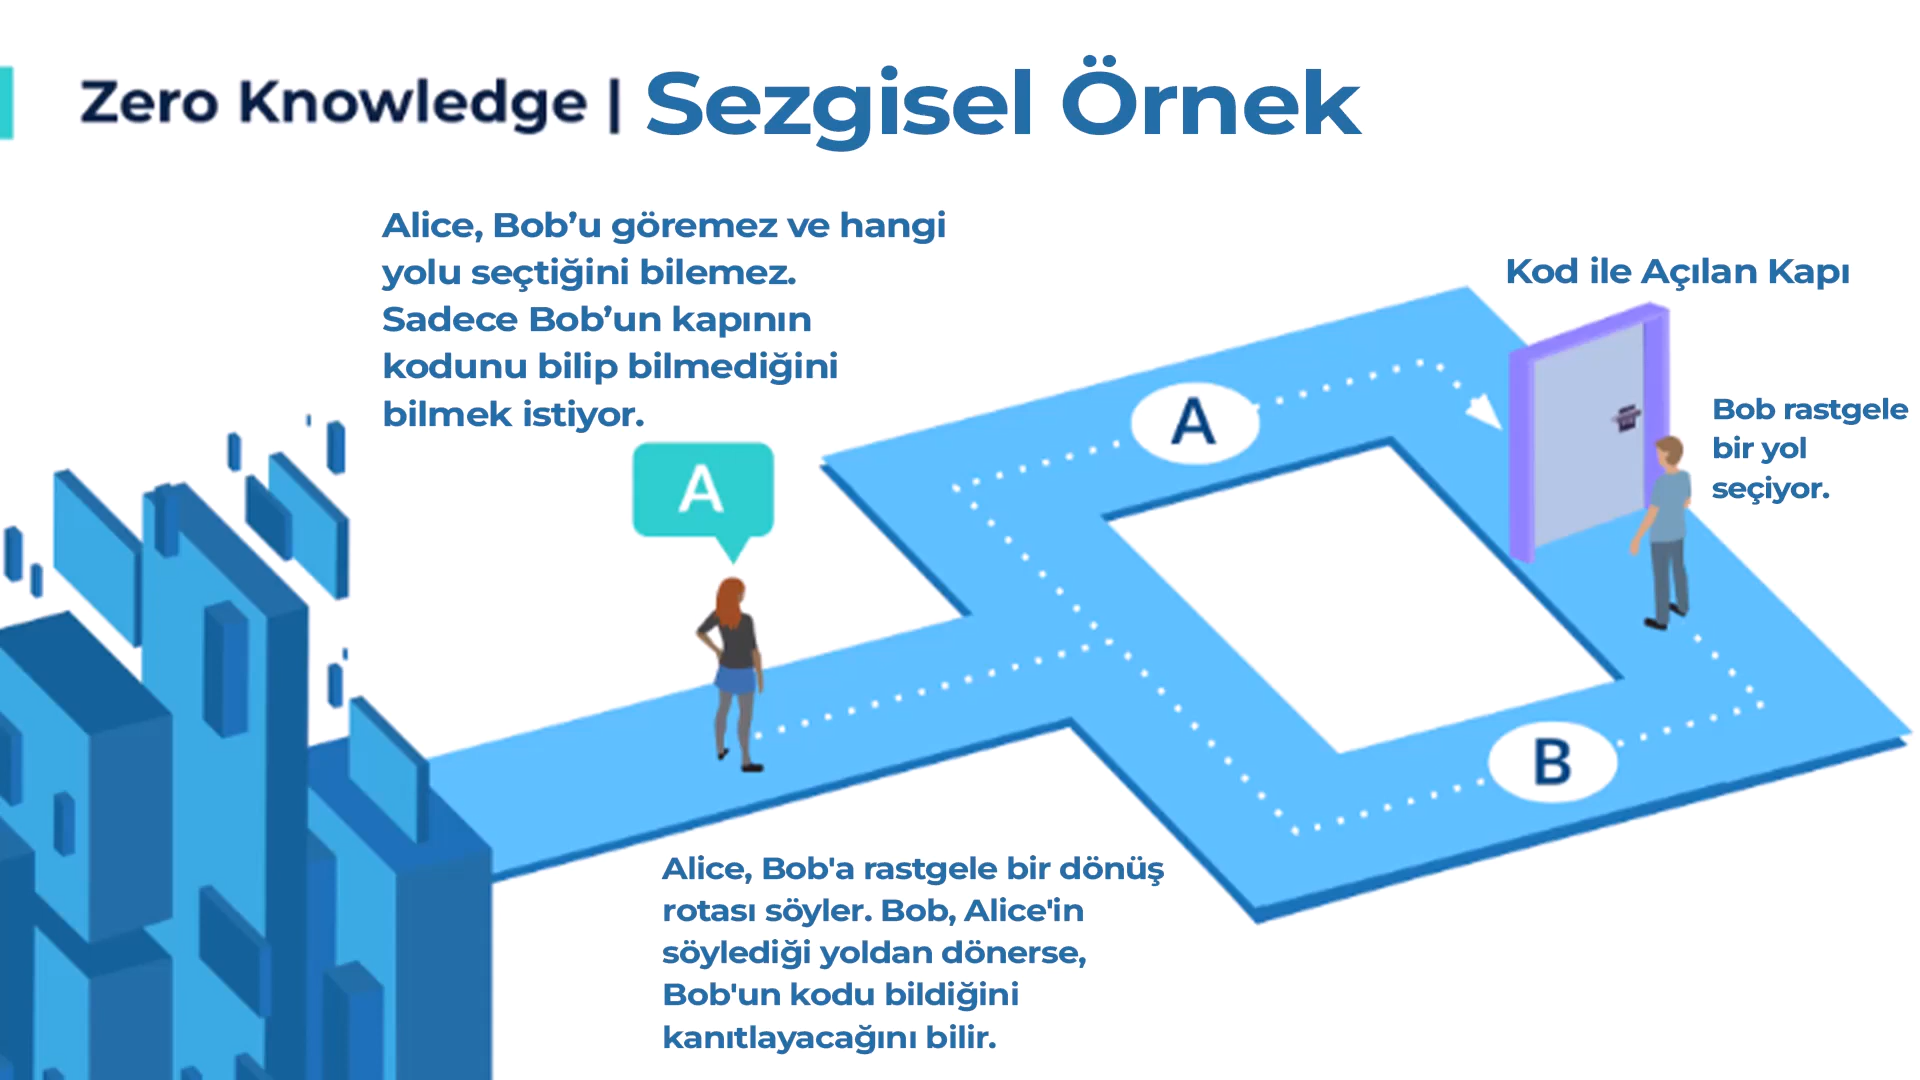 Zero Knowledge | Sezgisel Örnek
Alice, Bob’u göremez ve hangi
yolu seçtiğini bilemez.
Sadece Bob’un kapının
kodunu bilip bilmediğini
bilmek istiyor.
Kod ile Açılan Kapı
Bob rastgele
bir yol
seçiyor.
A
A
B
Alice, Bob'a rastgele bir dönüş
rotası söyler. Bob, Alice'in
söylediği yoldan dönerse,
Bob'un kodu bildiğini
kanıtlayacağını bilir.